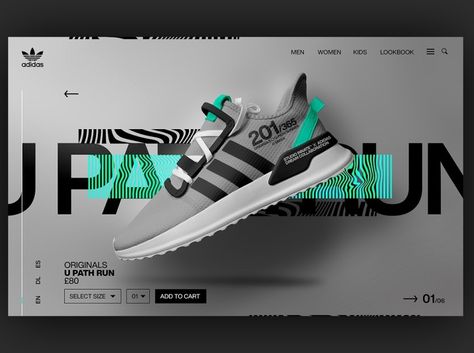 adidas
MEN WOMEN KIDS LOOKBOOK
201/365
U PATH RUN
ES
DL
EN
ORIGINALS
U PATH RUN
£80
SELECT SIZE 01 ADD TO CART
01/06